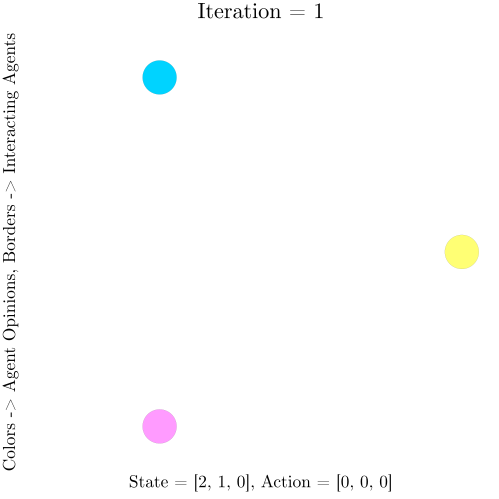 Iteration = 1
Colors -> Agent Opinions, Borders -> Interacting Agents
State = [2, 1, 0], Action = [0, 0, 0]